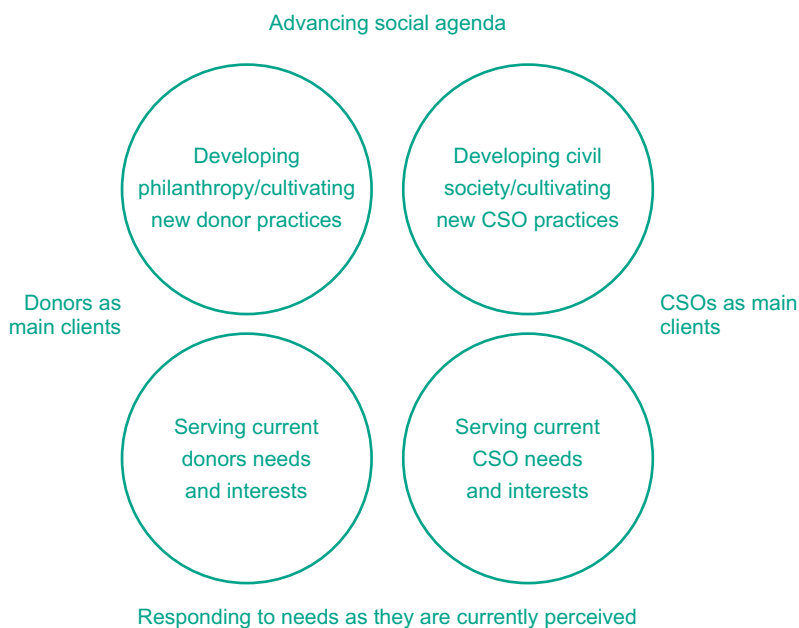 Advancing social agenda
Developing
philanthropy/cultivating
new donor practices
Developing civil
society/cultivating
new CSO practices
Donors as
main clients
CSOs as main
clients
Serving current
donors needs
and interests
Serving current
CSO needs
and interests
Responding to needs as they are currently perceived